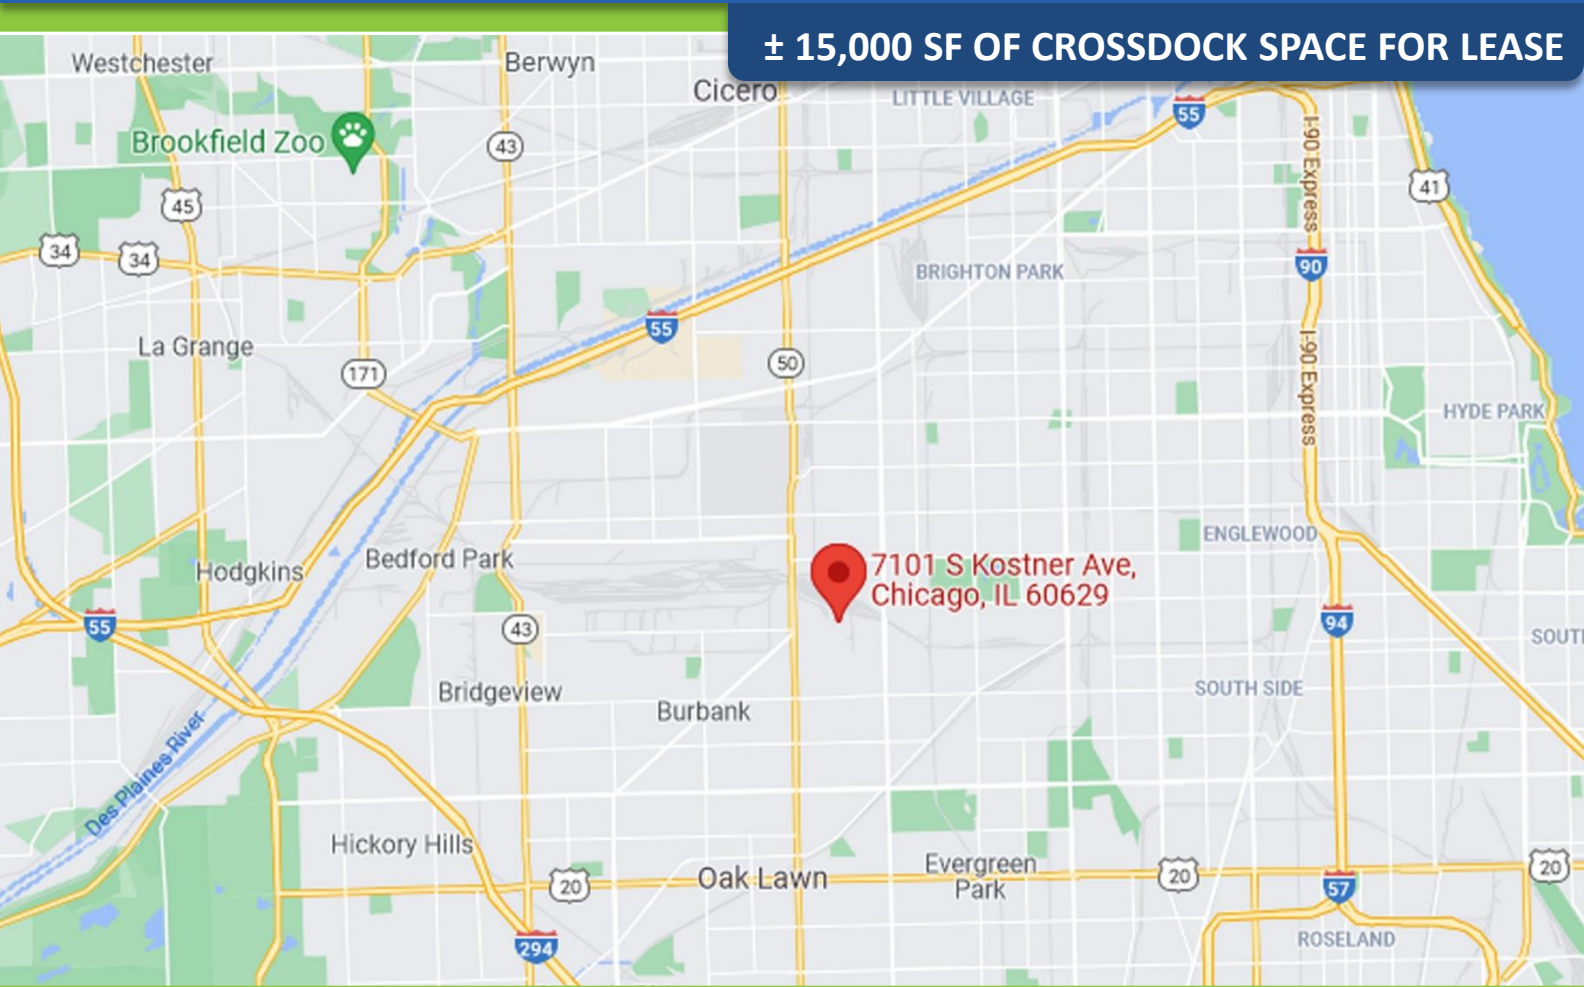 ± 15,000 SF OF CROSSDOCK SPACE FOR LEASE
Westchester
Berwyn
Cicero
LITTLE VILLAGE
55
Brookfield Zoo
43
I-90 Express
41
45
34
34
90
BRIGHTON PARK
55
La Grange
171
50
I-90 Express
HYDE PARK
ENGLEWOOD
Bedford Park
Hodgkins
7101 S Kostner Ave,
Chicago, IL 60629
55
43
94
SOUT
Bridgeview
SOUTH SIDE
Burbank
Des Plaines River
Hickory Hills
20
Oak Lawn
Evergreen
Park
20
57
20
294
ROSELAND